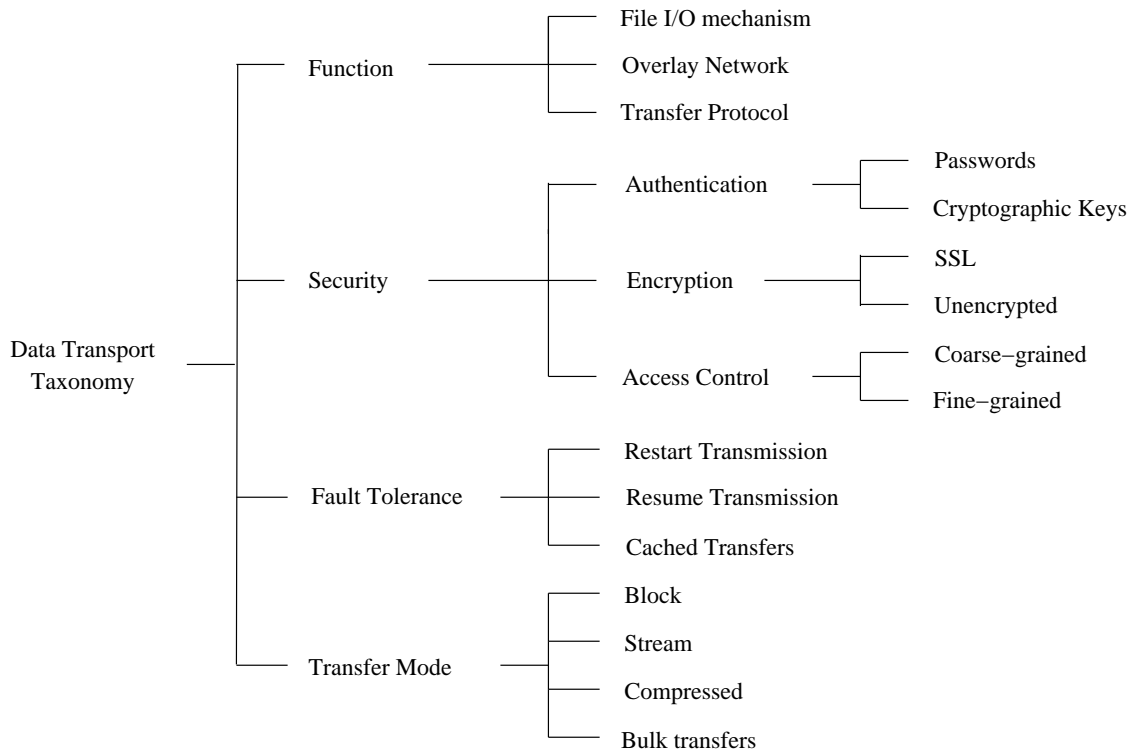 File I/O mechanism
Function
Overlay Network
Transfer Protocol
Passwords
Authentication
Cryptographic Keys
SSL
Security
Encryption
Unencrypted
Data Transport
Taxonomy
Coarse−grained
Access Control
Fine−grained
Restart Transmission
Fault Tolerance
Resume Transmission
Cached Transfers
Block
Stream
Transfer Mode
Compressed
Bulk transfers